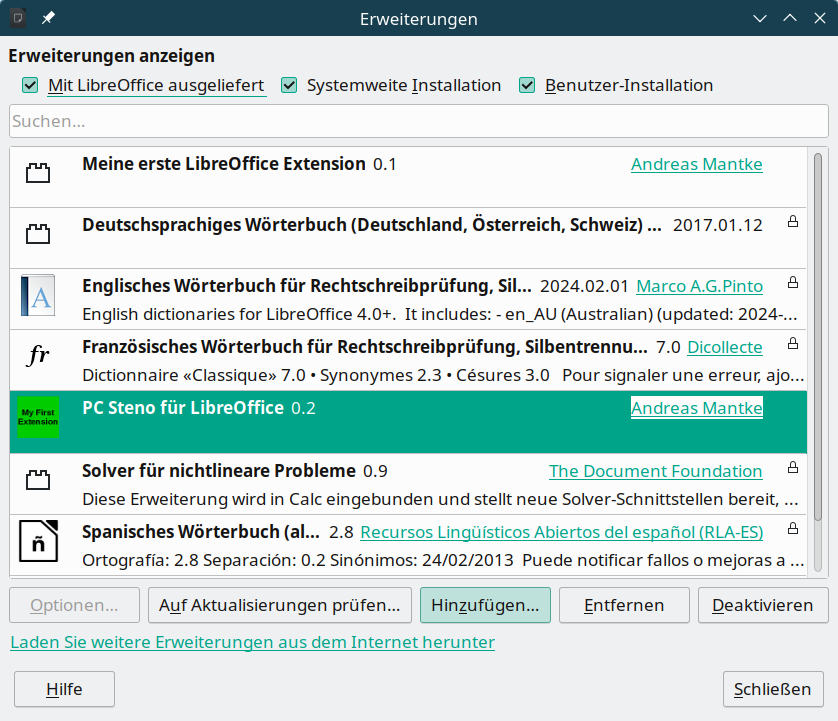 Erweiterungen
Erweiterungen anzeigen
Mit LibreOffice ausgeliefert Systemweite Installation Benutzer-Installation
Suchen...
Meine erste LibreOffice Extension 0.1 Andreas Mantke
Deutschsprachiges Wörterbuch (Deutschland, Österreich, Schweiz) ... 2017.01.12
A
Englisches Wörterbuch für Rechtschreibprüfung, Sil... 2024.02.01 Marco A.G.Pinto
English dictionaries for LibreOffice 4.0+. It includes: - en_AU (Australian) (updated: 2024-...
fr
Französisches Wörterbuch für Rechtschreibprüfung, Silbentrennu... 7.0 Dicollecte
Dictionnaire «Classique» 7.0 • Synonymes 2.3 • Césures 3.0 Pour signaler une erreur, ajo...
My First
Extension
PC Steno für LibreOffice 0.2 Andreas Mantke
Solver für nichtlineare Probleme 0.9 The Document Foundation
Diese Erweiterung wird in Calc eingebunden und stellt neue Solver-Schnittstellen bereit, ...
ñ
Spanisches Wörterbuch (al... 2.8 Recursos Lingüísticos Abiertos del español (RLA-ES)
Ortografía: 2.8 Separación: 0.2 Sinónimos: 24/02/2013 Puede notificar fallos o mejoras a ...
Optionen... Auf Aktualisierungen prüfen... Hinzufügen... Entfernen Deaktivieren
Laden Sie weitere Erweiterungen aus dem Internet herunter
Hilfe Schließen